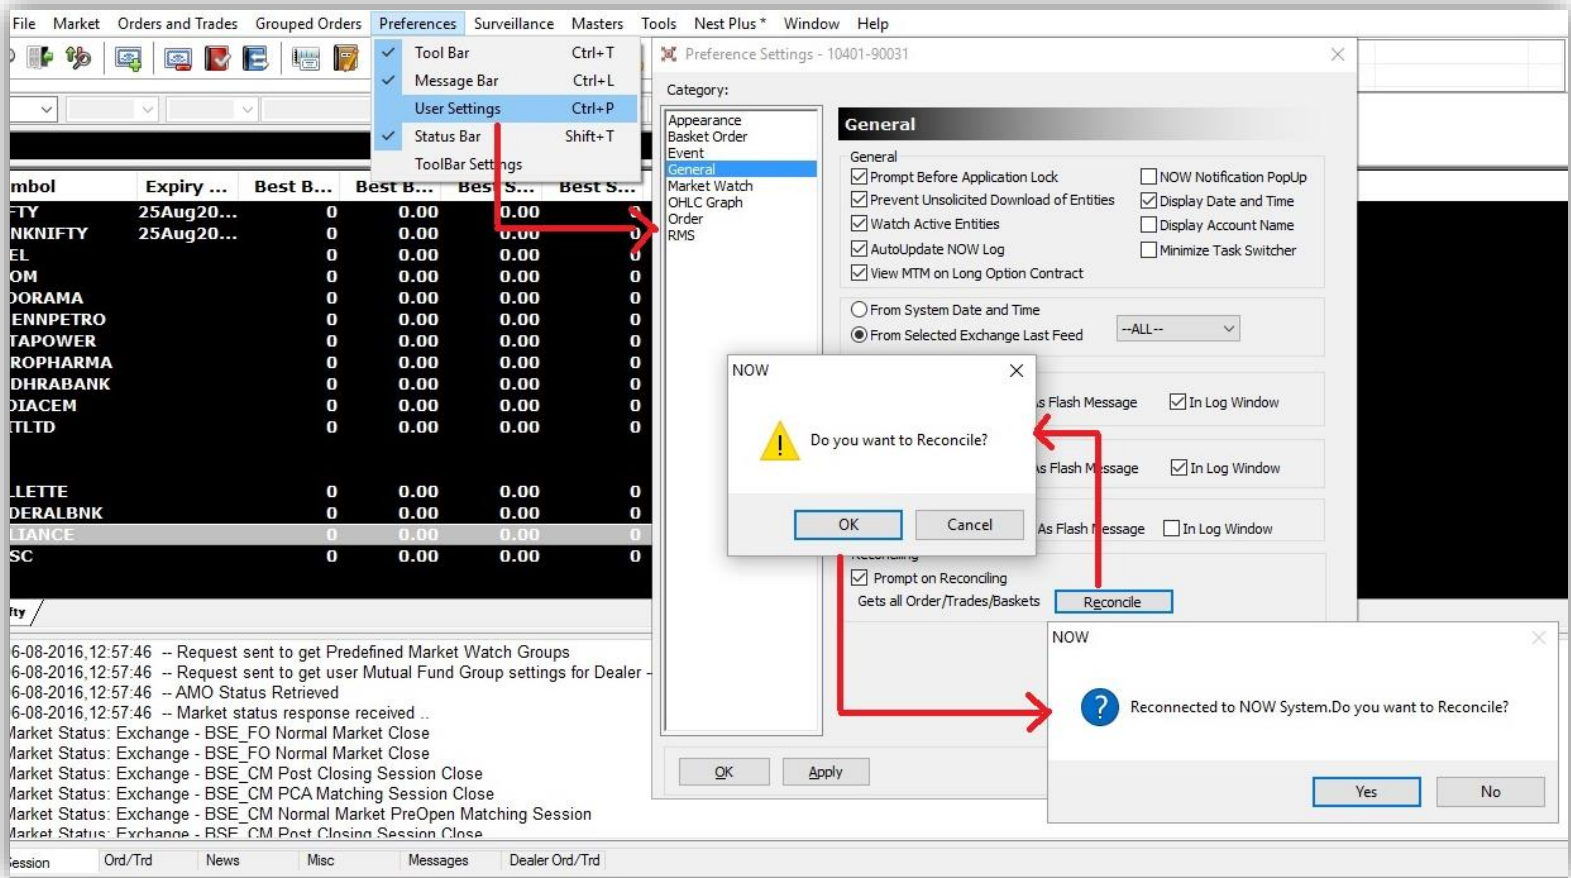 File Market Orders and Trades Grouped Orders Preferences Surveillance Masters Tools Nest Plus * Window Help
Tool Bar Ctrl+T
Message Bar Ctrl+L
User Settings Ctrl+P
Status Bar Shift+T
ToolBar Settings
Preference Settings - 10401-90031
Category:
Appearance
Basket Order
Event
General
Market Watch
OHLC Graph
Order
RMS
General
General
Prompt Before Application Lock
NOW Notification PopUp
Prevent Unsolicited Download of Entities
Display Date and Time
Watch Active Entities
Display Account Name
AutoUpdate NOW Log
Minimize Task Switcher
View MTM on Long Option Contract
From System Date and Time
From Selected Exchange Last Feed
--ALL--
s Flash Message In Log Window
As Flash Message In Log Window
As Flash Message In Log Window
Prompt on Reconciling
Gets all Order/Trades/Baskets Reconcile
OK Apply
NOW
Do you want to Reconcile?
OK Cancel
NOW
Reconnected to NOW System.Do you want to Reconcile?
Yes No
mbol Expiry ... Best B... Best B... Best S... Best S...
FTY 25Aug20... 0 0.00 0.00 0
NKNIFTY 25Aug20... 0 0.00 0.00 0
EL 0 0.00 0.00 0
OM 0 0.00 0.00 0
DORAMA 0 0.00 0.00 0
ENNPETRO 0 0.00 0.00 0
TAPOWER 0 0.00 0.00 0
ROPHARMA 0 0.00 0.00 0
DHRABANK 0 0.00 0.00 0
DIACEM 0 0.00 0.00 0
TLTD 0 0.00 0.00 0
LLETTE 0 0.00 0.00 0
DERALBNK 0 0.00 0.00 0
LIANCE 0 0.00 0.00 0
SC 0 0.00 0.00 0
fty
6-08-2016,12:57:46 -- Request sent to get Predefined Market Watch Groups
6-08-2016,12:57:46 -- Request sent to get user Mutual Fund Group settings for Dealer -
6-08-2016,12:57:46 -- AMO Status Retrieved
6-08-2016,12:57:46 -- Market status response received ..
Market Status: Exchange - BSE_FO Normal Market Close
Market Status: Exchange - BSE_FO Normal Market Close
Market Status: Exchange - BSE_CM Post Closing Session Close
Market Status: Exchange - BSE_CM PCA Matching Session Close
Market Status: Exchange - BSE_CM Normal Market PreOpen Matching Session
Market Status: Exchange - BSE_CM Post Closing Session Close
Session Ord/Trd News Misc Messages Dealer Ord/Trd